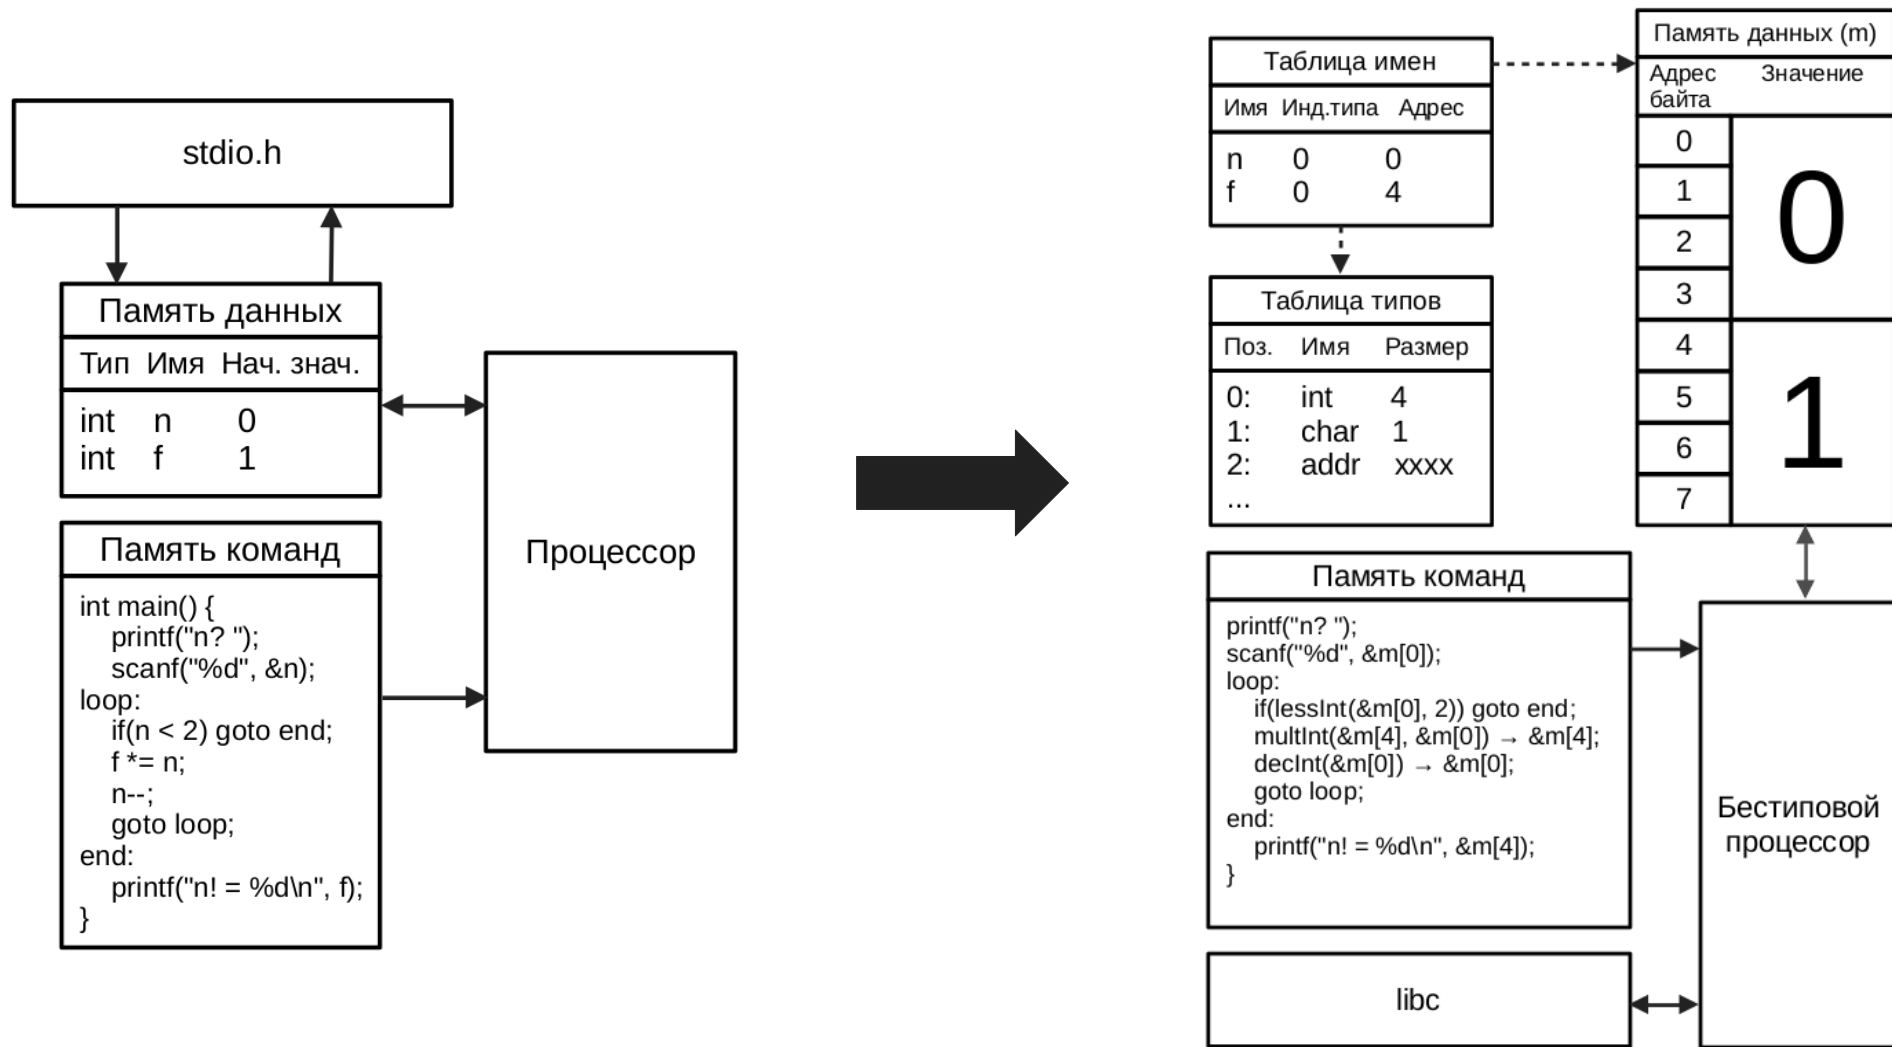 stdio.h
Память данных
Тип Имя Нач. знач.
int n 0
int f 1
Память команд
int main() {
printf("n? ");
scanf("%d", &n);
loop:
if(n < 2) goto end;
f *= n;
n--;
goto loop;
end:
printf("n! = %d\n", f);
}
Процессор
Таблица имен
Имя Инд.типа Адрес
n 0 0
f 0 4
Таблица типов
Поз. Имя Размер
0: int 4
1: char 1
2: addr xxxx
...
Память данных (m)
Адрес байта Значение
0
1
2
3
0
4
5
6
7
1
Память команд
printf("n? ");
scanf("%d", &m[0]);
loop:
if(lessInt(&m[0], 2)) goto end;
multInt(&m[4], &m[0]) → &m[4];
decInt(&m[0]) → &m[0];
goto loop;
end:
printf("n! = %d\n", &m[4]);
}
libc
Бестиповой
процессор